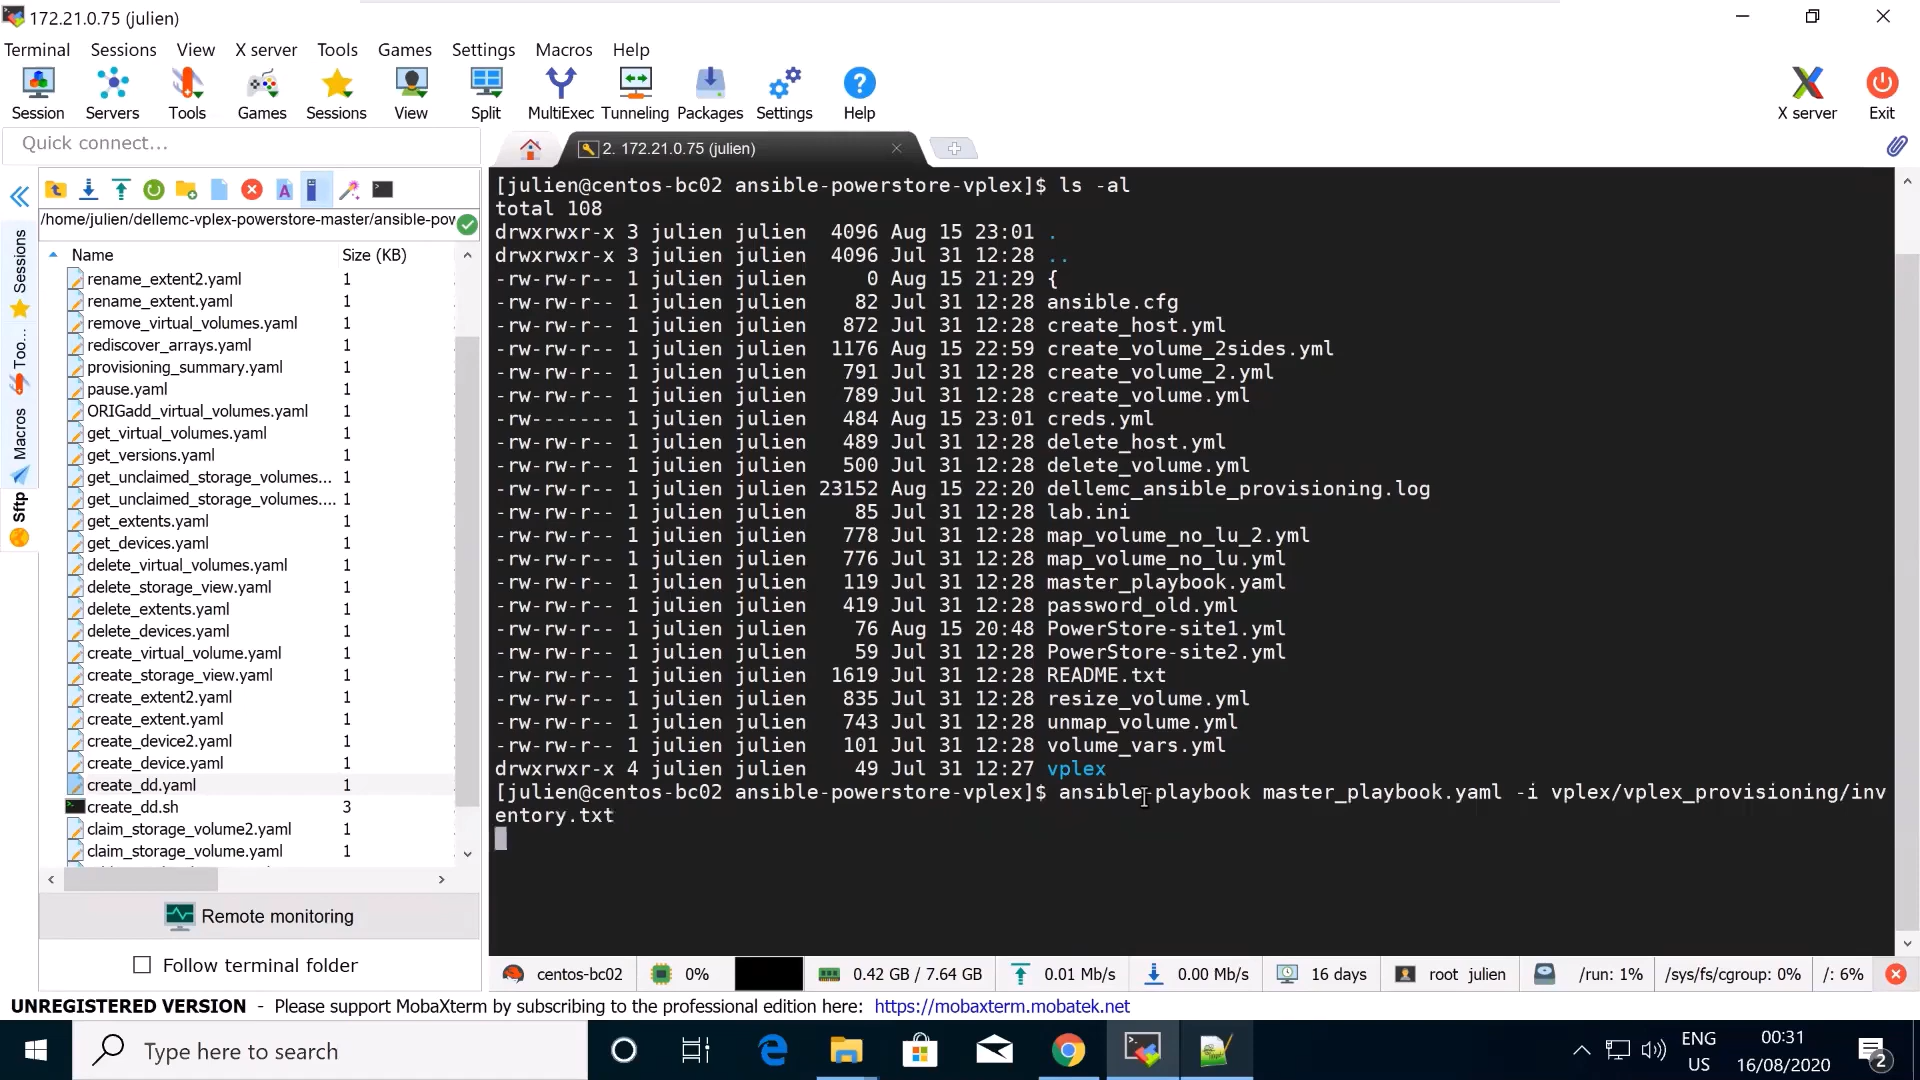 172.21.0.75 (julien)
Terminal Sessions View X server Tools Games Settings Macros Help
Session Servers Tools Games Sessions View Split MultiExec Tunneling Packages Settings Help X server Exit
Quick connect...
2. 172.21.0.75 (julien)
/home/julien/dellemc-vplex-powerstore-master/ansible-pow
Name Size (KB)
rename_extent2.yaml 1
rename_extent.yaml 1
remove_virtual_volumes.yaml 1
rediscover_arrays.yaml 1
provisioning_summary.yaml 1
pause.yaml 1
ORIGadd_virtual_volumes.yaml 1
get_virtual_volumes.yaml 1
get_versions.yaml 1
get_unclaimed_storage_volumes... 1
get_unclaimed_storage_volumes.... 1
get_extents.yaml 1
get_devices.yaml 1
delete_virtual_volumes.yaml 1
delete_storage_view.yaml 1
delete_extents.yaml 1
delete_devices.yaml 1
create_virtual_volume.yaml 1
create_storage_view.yaml 1
create_extent2.yaml 1
create_extent.yaml 1
create_device2.yaml 1
create_device.yaml 1
create_dd.yaml 1
create_dd.sh 3
claim_storage_volume2.yaml 1
claim_storage_volume.yaml 1
Sessions
Too...
Macros
Sftp
Remote monitoring
Follow terminal folder
[julien@centos-bc02 ansible-powerstore-vplex]$ ls -al
total 108
drwxrwxr-x 3 julien julien 4096 Aug 15 23:01 .
drwxrwxr-x 3 julien julien 4096 Jul 31 12:28 ..
-rw-rw-r-- 1 julien julien 0 Aug 15 21:29 {
-rw-rw-r-- 1 julien julien 82 Jul 31 12:28 ansible.cfg
-rw-rw-r-- 1 julien julien 872 Jul 31 12:28 create_host.yml
-rw-rw-r-- 1 julien julien 1176 Aug 15 22:59 create_volume_2sides.yml
-rw-rw-r-- 1 julien julien 791 Jul 31 12:28 create_volume_2.yml
-rw-rw-r-- 1 julien julien 789 Jul 31 12:28 create_volume.yml
-rw------- 1 julien julien 484 Aug 15 23:01 creds.yml
-rw-rw-r-- 1 julien julien 489 Jul 31 12:28 delete_host.yml
-rw-rw-r-- 1 julien julien 500 Jul 31 12:28 delete_volume.yml
-rw-rw-r-- 1 julien julien 23152 Aug 15 22:20 dellemc_ansible_provisioning.log
-rw-rw-r-- 1 julien julien 85 Jul 31 12:28 lab.ini
-rw-rw-r-- 1 julien julien 778 Jul 31 12:28 map_volume_no_lu_2.yml
-rw-rw-r-- 1 julien julien 776 Jul 31 12:28 map_volume_no_lu.yml
-rw-rw-r-- 1 julien julien 119 Jul 31 12:28 master_playbook.yaml
-rw-rw-r-- 1 julien julien 419 Jul 31 12:28 password_old.yml
-rw-rw-r-- 1 julien julien 76 Aug 15 20:48 PowerStore-site1.yml
-rw-rw-r-- 1 julien julien 59 Jul 31 12:28 PowerStore-site2.yml
-rw-rw-r-- 1 julien julien 1619 Jul 31 12:28 README.txt
-rw-rw-r-- 1 julien julien 835 Jul 31 12:28 resize_volume.yml
-rw-rw-r-- 1 julien julien 743 Jul 31 12:28 unmap_volume.yml
-rw-rw-r-- 1 julien julien 101 Jul 31 12:28 volume_vars.yml
drwxrwxr-x 4 julien julien 49 Jul 31 12:27 vplex
[julien@centos-bc02 ansible-powerstore-vplex]$ ansible-playbook master_playbook.yaml -i vplex/vplex_provisioning/inv
entory.txt
centos-bc02 0% 0.42 GB / 7.64 GB 0.01 Mb/s 0.00 Mb/s 16 days root julien /run: 1% /sys/fs/cgroup: 0% /: 6%
UNREGISTERED VERSION - Please support MobaXterm by subscribing to the professional edition here: https://mobaxterm.mobatek.net
Type here to search
ENG
US
00:31
16/08/2020
2